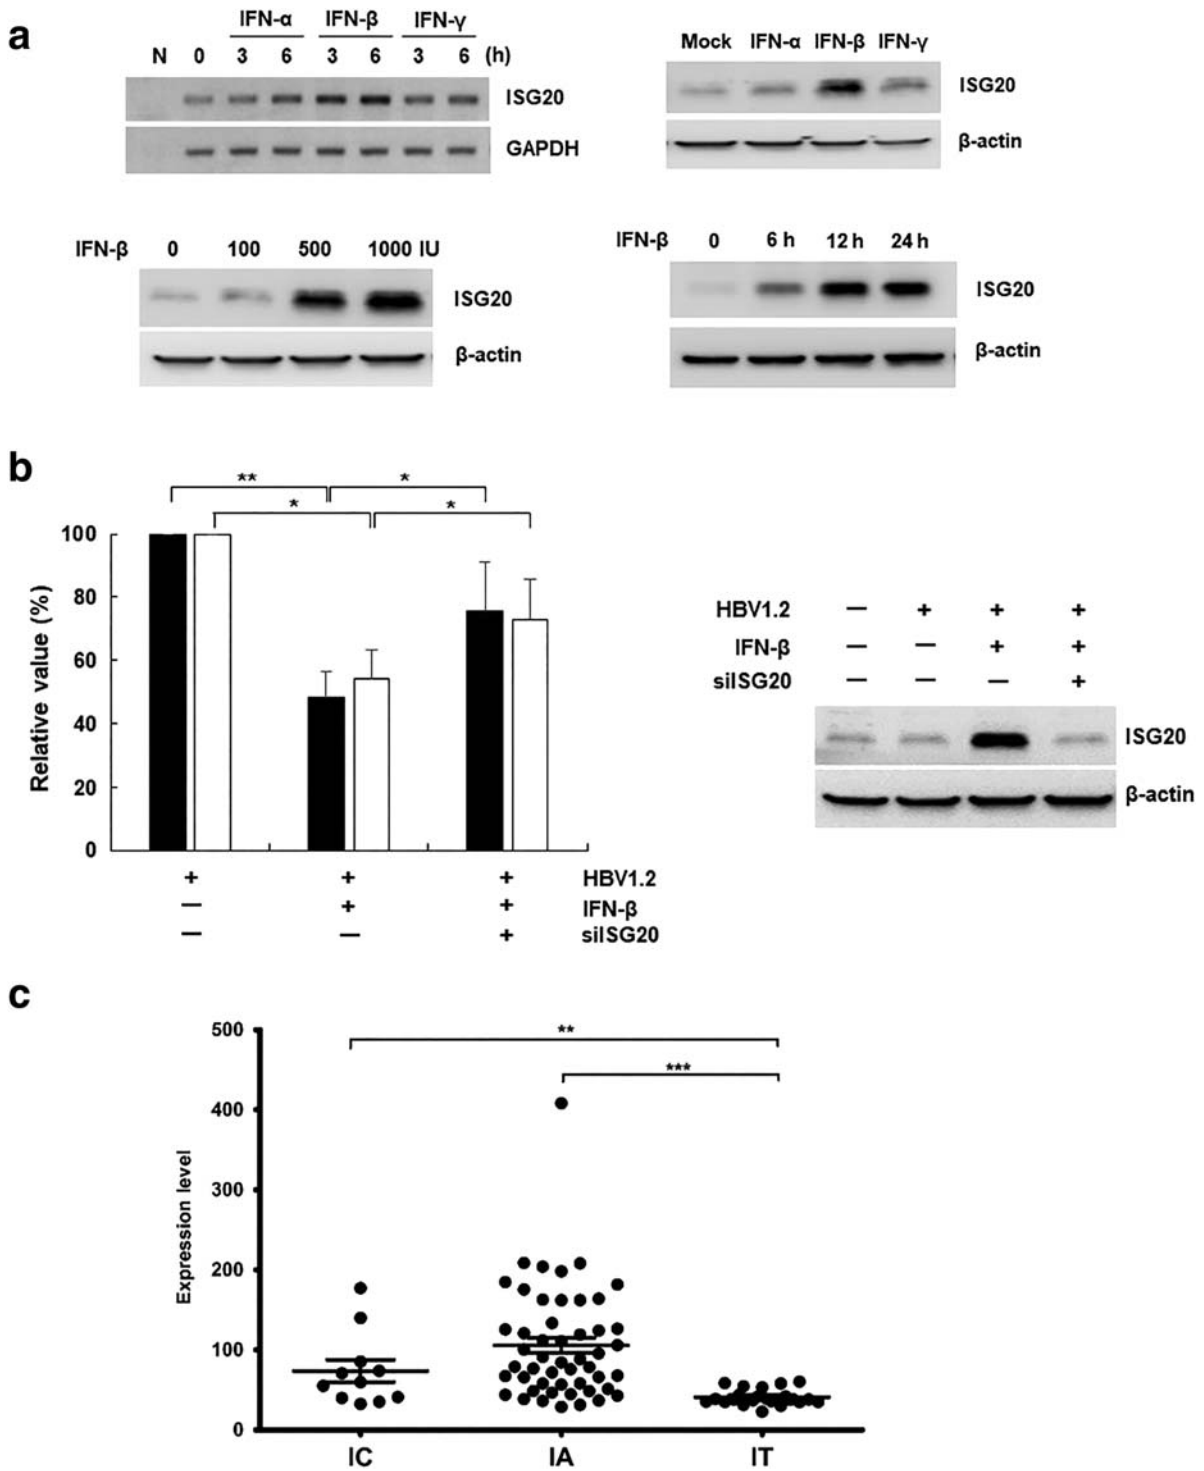 a
IFN-α IFN-β IFN-γ
N 0 3 6 3 6 3 6 (h)
ISG20
GAPDH
Mock IFN-α IFN-β IFN-γ
ISG20
β-actin
IFN-β 0 100 500 1000 IU
ISG20
β-actin
IFN-β 0 6 h 12 h 24 h
ISG20
β-actin
b
** *
* *
100
80
60
40
20
0
Relative value (%)
+ + + HBV1.2
— + + IFN-β
— — + siISG20
HBV1.2 — + + +
IFN-β — — + +
siISG20 — — — +
ISG20
β-actin
c
**
***
500
400
300
200
100
0
Expression level
IC IA IT